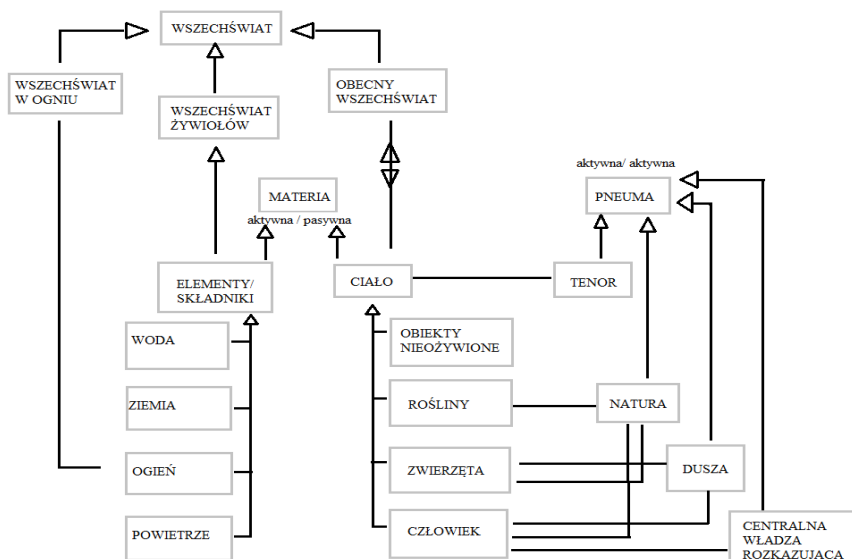 WSZECHŚWIAT
WSZECHŚWIAT
W OGNIU
OBECNY
WSZECHŚWIAT
WSZECHŚWIAT
ŻYWIOŁÓW
aktywna/ aktywna
MATERIA
PNEUMA
aktywna / pasywna
ELEMENTY/
SKŁADNIKI
CIAŁO
TENOR
WODA
OBIEKTY
NIEOŻYWIONE
ZIEMIA
ROŚLINY
NATURA
OGIEŃ
ZWIERZĘTA
DUSZA
POWIETRZE
CZŁOWIEK
CENTRALNA
WŁADZA
ROZKAZUJĄCA